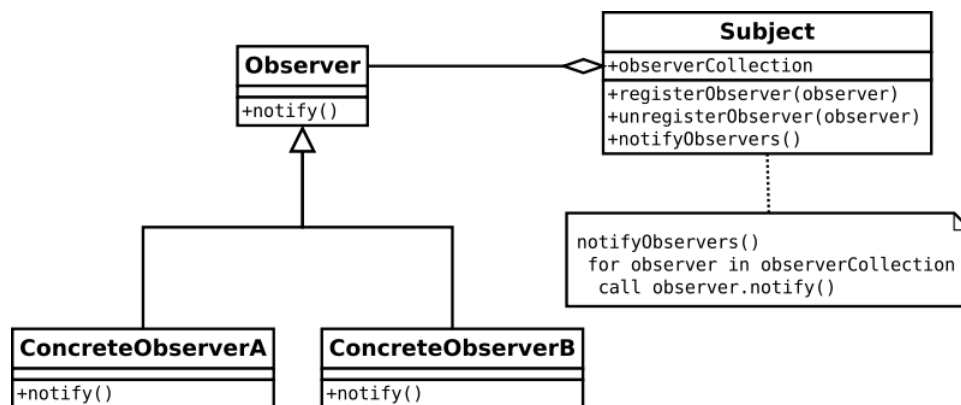 Subject
+observerCollection
+registerObserver(observer)
+unregisterObserver(observer)
+notifyObservers()
Observer
+notify()
notifyObservers()
for observer in observerCollection
call observer.notify()
ConcreteObserverA
+notify()
ConcreteObserverB
+notify()